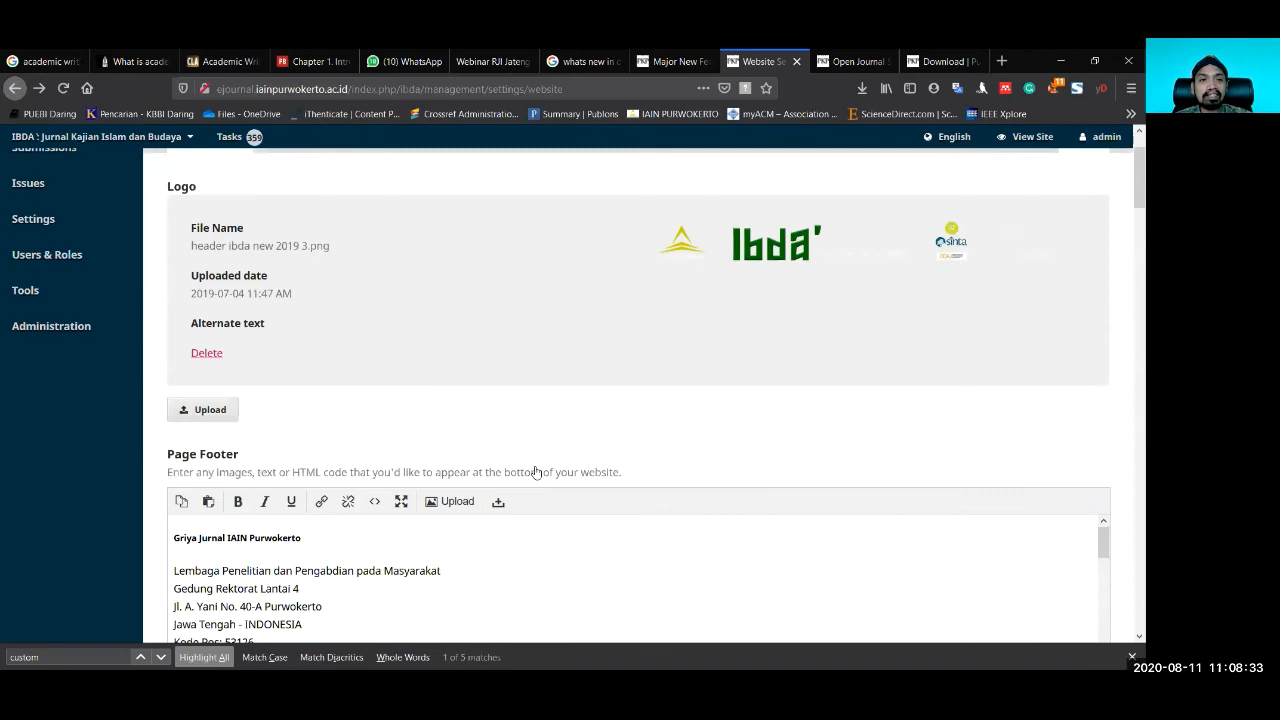 academic writ
What is acade
Academic Wri
Chapter 1. Intr
(10) WhatsApp
Webinar RJI Jateng
whats new in o
Major New Fea
Website Se
Open Journal S
Download | Pu
ejournal.iainpurwokerto.ac.id/index.php/ibda/management/settings/website
PUEBI Daring
Pencarian - KBBI Daring
Files - OneDrive
iThenticate | Content P...
Crossref Administratio...
Summary | Publons
IAIN PURWOKERTO
myACM – Association ...
ScienceDirect.com | Sc...
IEEE Xplore
IBDA`: Jurnal Kajian Islam dan Budaya
Tasks 359
English
View Site
admin
Submissions
Issues
Settings
Users & Roles
Tools
Administration
Logo
File Name
header ibda new 2019 3.png
Uploaded date
2019-07-04 11:47 AM
Alternate text
Delete
Ibda'
sinta
Upload
Page Footer
Enter any images, text or HTML code that you'd like to appear at the bottom of your website.
B I U Upload
Griya Jurnal IAIN Purwokerto
Lembaga Penelitian dan Pengabdian pada Masyarakat
Gedung Rektorat Lantai 4
Jl. A. Yani No. 40-A Purwokerto
Jawa Tengah - INDONESIA
Kode Pos: 53126
custom
Highlight All
Match Case
Match Diacritics
Whole Words
1 of 5 matches
2020-08-11 11:08:33